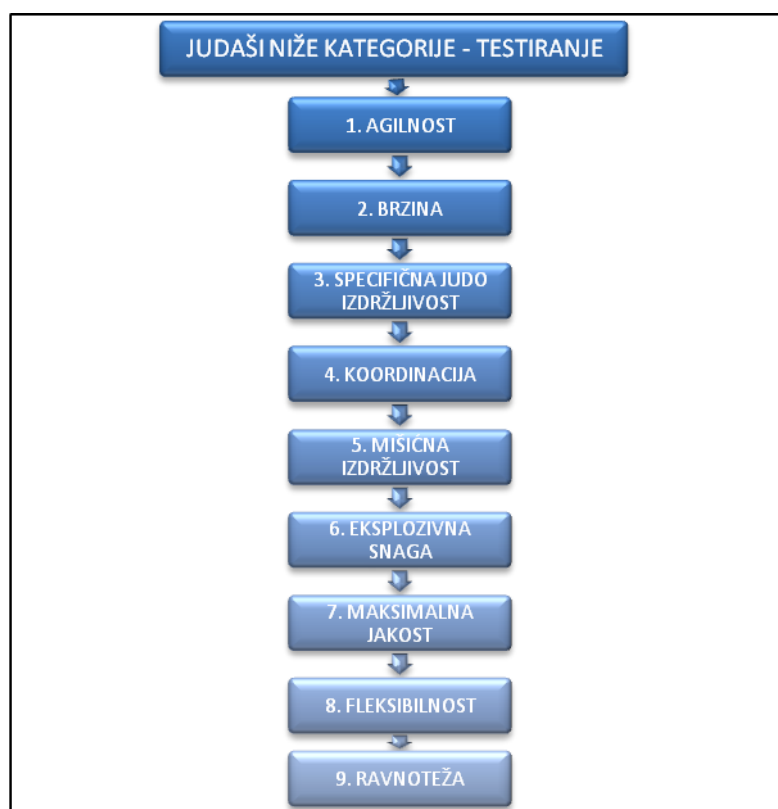 JUDAŠI NIŽE KATEGORIJE - TESTIRANJE
1. AGILNOST
2. BRZINA
3. SPECIFIČNA JUDO
IZDRŽLJIVOST
4. KOORDINACIJA
5. MIŠIĆNA
IZDRŽLJIVOST
6. EKSPLOZIVNA
SNAGA
7. MAKSIMALNA
JAKOST
8. FLEKSIBILNOST
9. RAVNOTEŽA